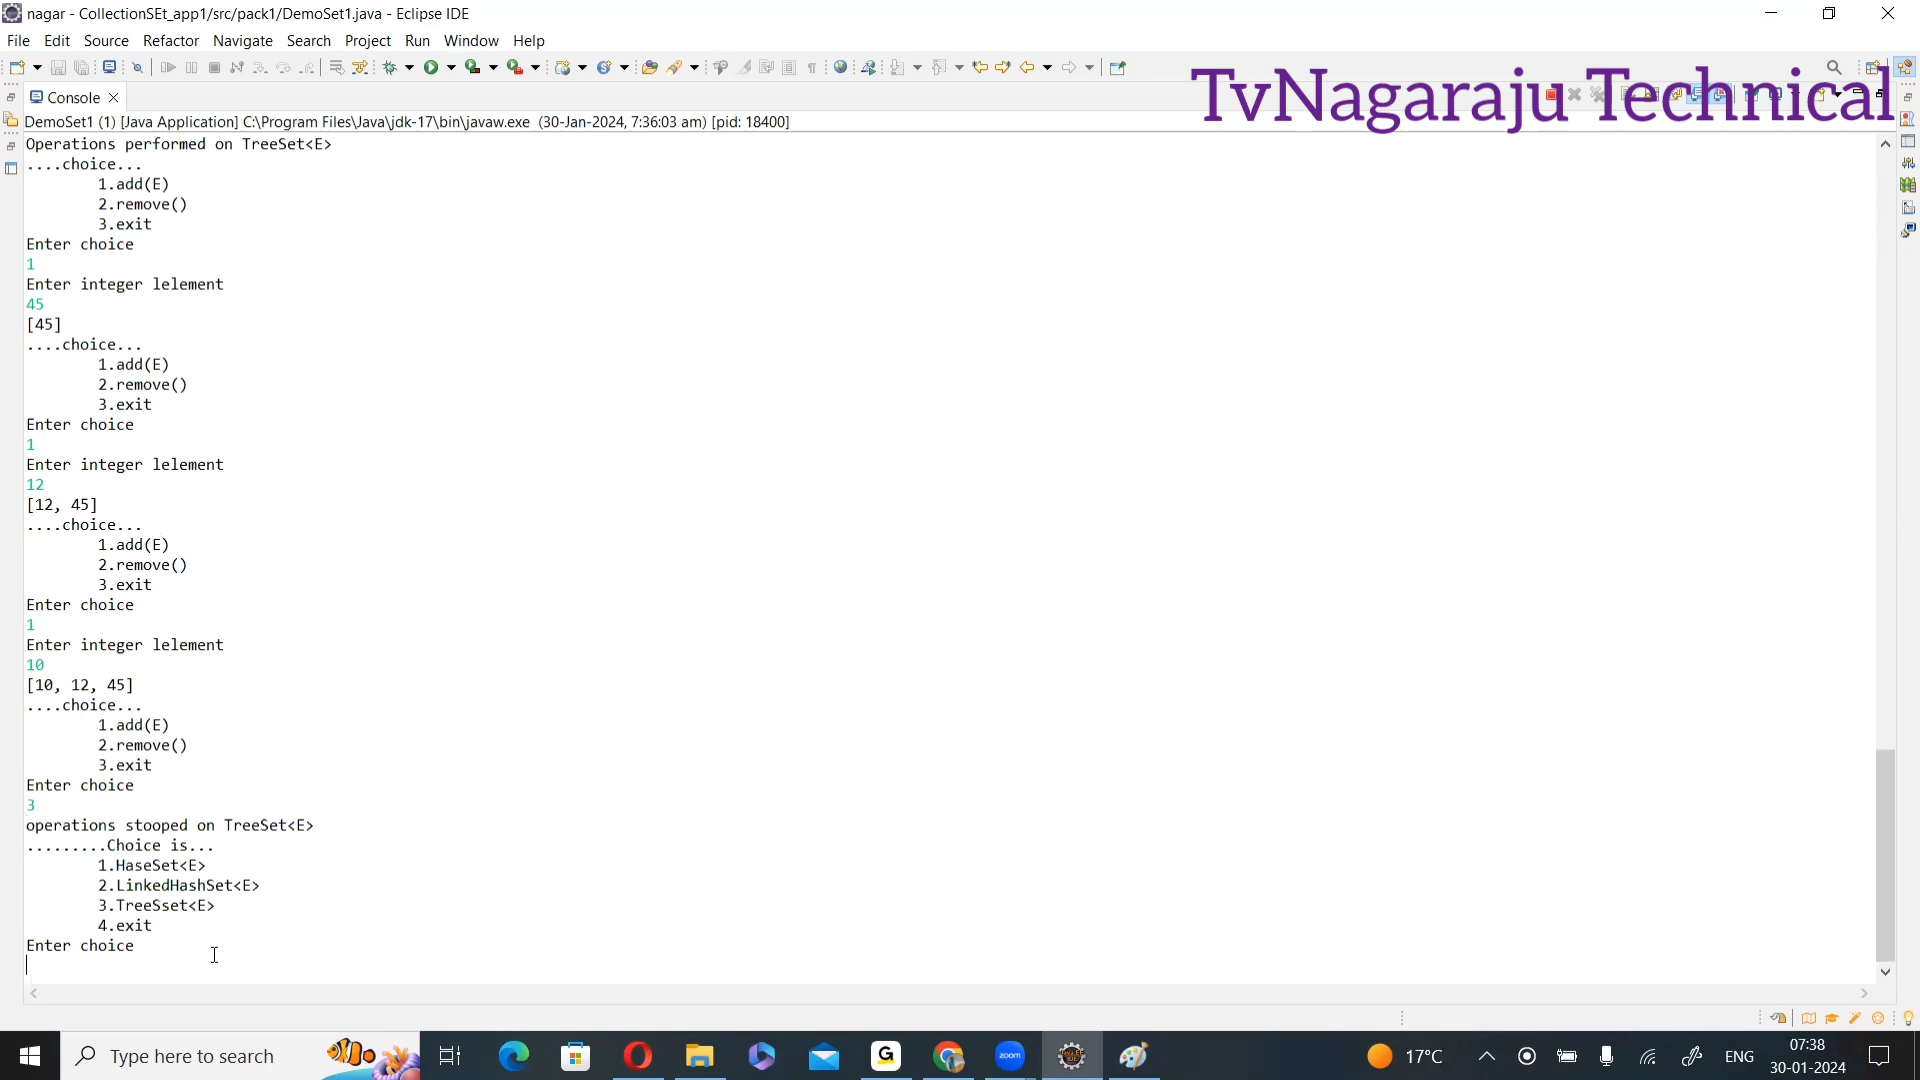 nagar - CollectionSEt_app1/src/pack1/DemoSet1.java - Eclipse IDE
File Edit Source Refactor Navigate Search Project Run Window Help
TvNagaraju Technical
Console
DemoSet1 (1) [Java Application] C:\Program Files\Java\jdk-17\bin\javaw.exe (30-Jan-2024, 7:36:03 am) [pid: 18400]
Operations performed on TreeSet<E>
....choice...
1.add(E)
2.remove()
3.exit
Enter choice
1
Enter integer lelement
45
[45]
....choice...
1.add(E)
2.remove()
3.exit
Enter choice
1
Enter integer lelement
12
[12, 45]
....choice...
1.add(E)
2.remove()
3.exit
Enter choice
1
Enter integer lelement
10
[10, 12, 45]
....choice...
1.add(E)
2.remove()
3.exit
Enter choice
3
operations stooped on TreeSet<E>
.........Choice is...
1.HaseSet<E>
2.LinkedHashSet<E>
3.TreeSset<E>
4.exit
Enter choice
Type here to search
zoom
17°C
ENG
07:38
30-01-2024